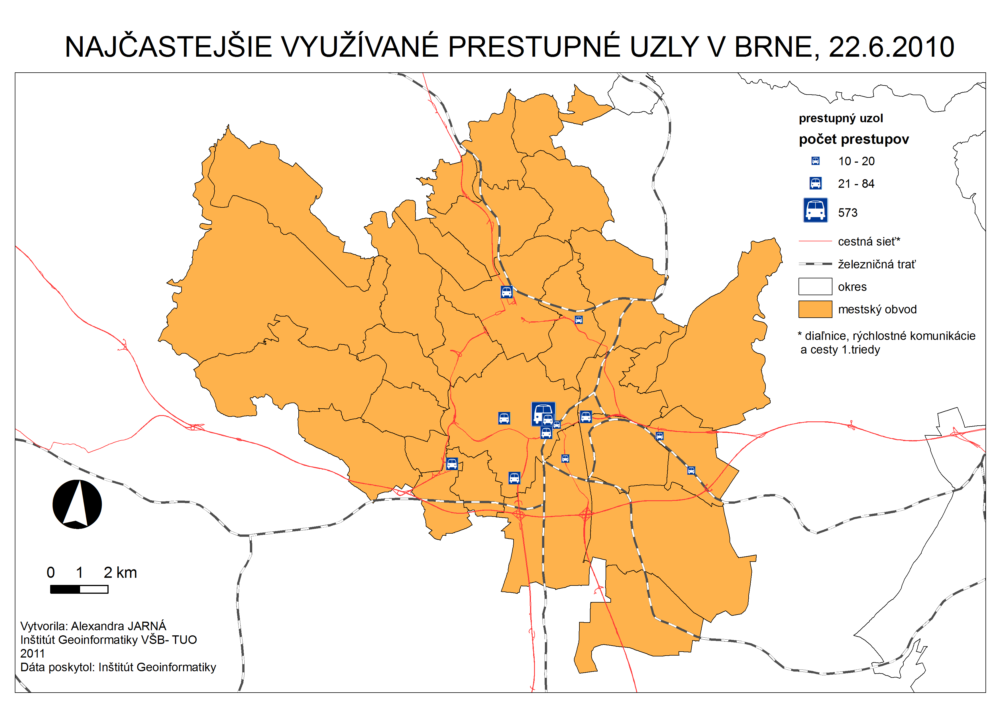 NAJČASTEJŠIE VYUŽÍVANÉ PRESTUPNÉ UZLY V BRNE, 22.6.2010
prestupný uzol
počet prestupov
10 - 20
21 - 84
573
cestná sieť*
železničná trať
okres
mestský obvod
* diaľnice, rýchlostné komunikácie
a cesty 1.triedy
0 1 2 km
Vytvorila: Alexandra JARNÁ
Inštitút Geoinformatiky VŠB- TUO
2011
Dáta poskytol: Inštitút Geoinformatiky